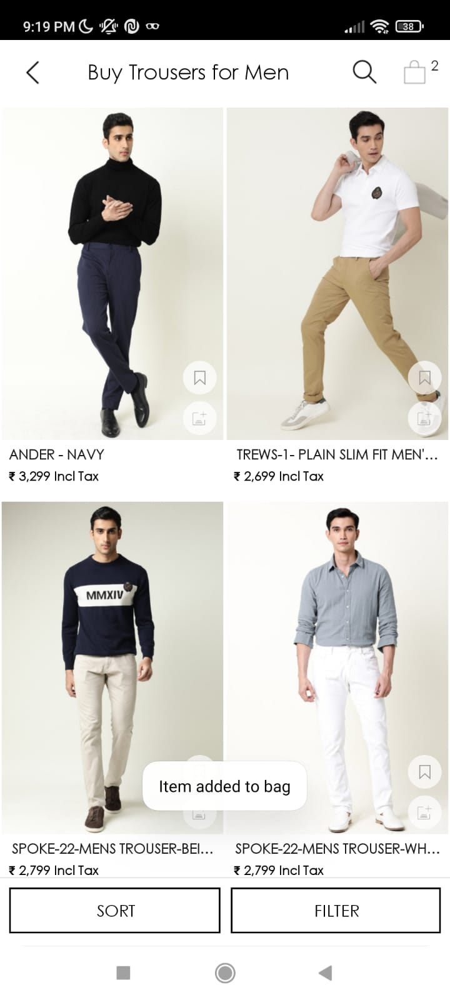 9:19 PM
38
Buy Trousers for Men
2
ANDER - NAVY
₹ 3,299 Incl Tax
TREWS-1- PLAIN SLIM FIT MEN'...
₹ 2,699 Incl Tax
MMXIV
Item added to bag
SPOKE-22-MENS TROUSER-BEI...
₹ 2,799 Incl Tax
SPOKE-22-MENS TROUSER-WH...
₹ 2,799 Incl Tax
SORT
FILTER